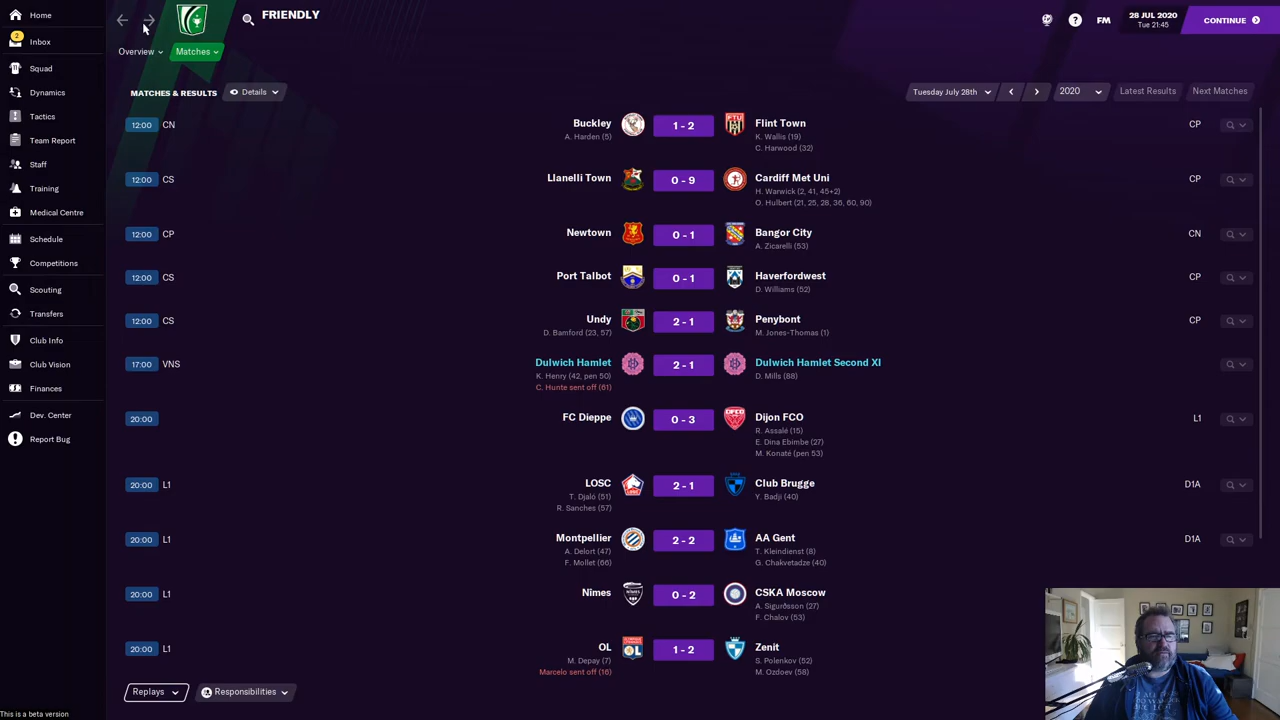 Home
Inbox
2
Squad
Dynamics
Tactics
Team Report
Staff
Training
Medical Centre
Schedule
Competitions
Scouting
Transfers
Club Info
Club Vision
Finances
Dev. Center
Report Bug
FRIENDLY
FM
28 JUL 2020
Tue 21:45
CONTINUE
Overview
Matches
MATCHES & RESULTS
Details
Tuesday July 28th
2020
Latest Results
Next Matches
12:00 CN Buckley 1 - 2 Flint Town CP
A. Harden (5) K. Wallis (19)
C. Harwood (32)
12:00 CS Llanelli Town 0 - 9 Cardiff Met Uni CP
H. Warwick (2, 41, 45+2)
O. Hulbert (21, 25, 28, 36, 60, 90)
12:00 CP Newtown 0 - 1 Bangor City CN
A. Zicarelli (53)
12:00 CS Port Talbot 0 - 1 Haverfordwest CP
D. Williams (52)
12:00 CS Undy 2 - 1 Penybont CP
D. Bamford (23, 57) M. Jones-Thomas (1)
17:00 VNS Dulwich Hamlet 2 - 1 Dulwich Hamlet Second XI
K. Henry (42, pen 50) D. Mills (88)
C. Hunte sent off (61)
20:00 FC Dieppe 0 - 3 Dijon FCO L1
R. Assalé (15)
E. Dina Ebimbe (27)
M. Konaté (pen 53)
20:00 L1 LOSC 2 - 1 Club Brugge D1A
T. Djaló (51) Y. Badji (40)
R. Sanches (57)
20:00 L1 Montpellier 2 - 2 AA Gent D1A
A. Delort (47) T. Kleindienst (8)
F. Mollet (66) G. Chakvetadze (40)
20:00 L1 Nîmes 0 - 2 CSKA Moscow
A. Sigurðsson (27)
F. Chalov (53)
20:00 L1 OL 1 - 2 Zenit
M. Depay (7) S. Polenkov (52)
Marcelo sent off (16) M. Ozdoev (58)
Replays
Responsibilities
This is a beta version